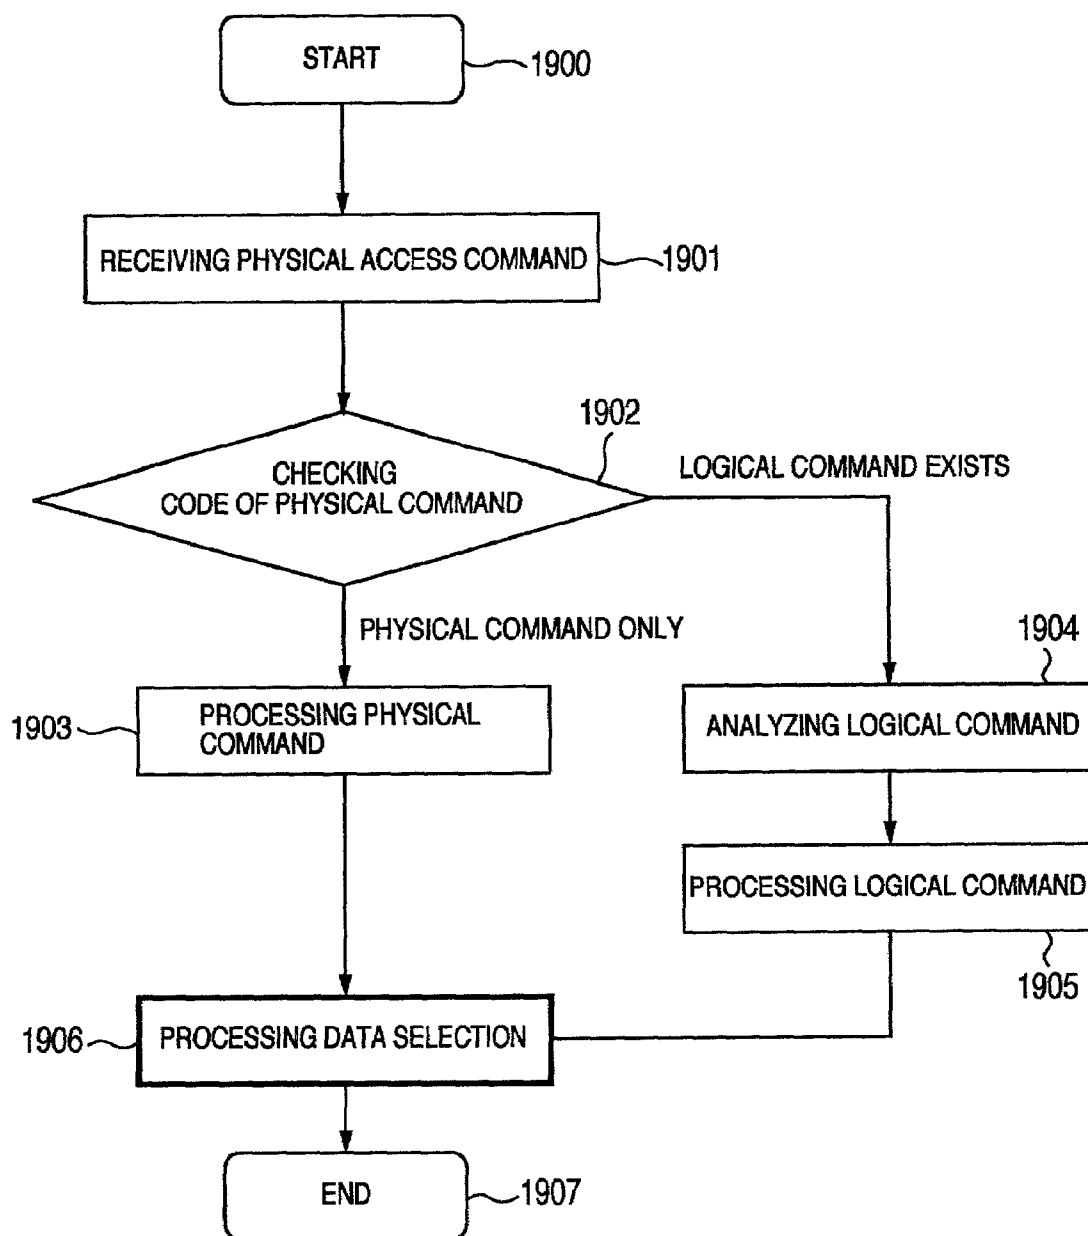 START
1900
RECEIVING PHYSICAL ACCESS COMMAND
1901
1902
CHECKING
CODE OF PHYSICAL COMMAND
LOGICAL COMMAND EXISTS
PHYSICAL COMMAND ONLY
1904
1903
PROCESSING PHYSICAL
COMMAND
ANALYZING LOGICAL COMMAND
PROCESSING LOGICAL COMMAND
1905
1906
PROCESSING DATA SELECTION
END
1907